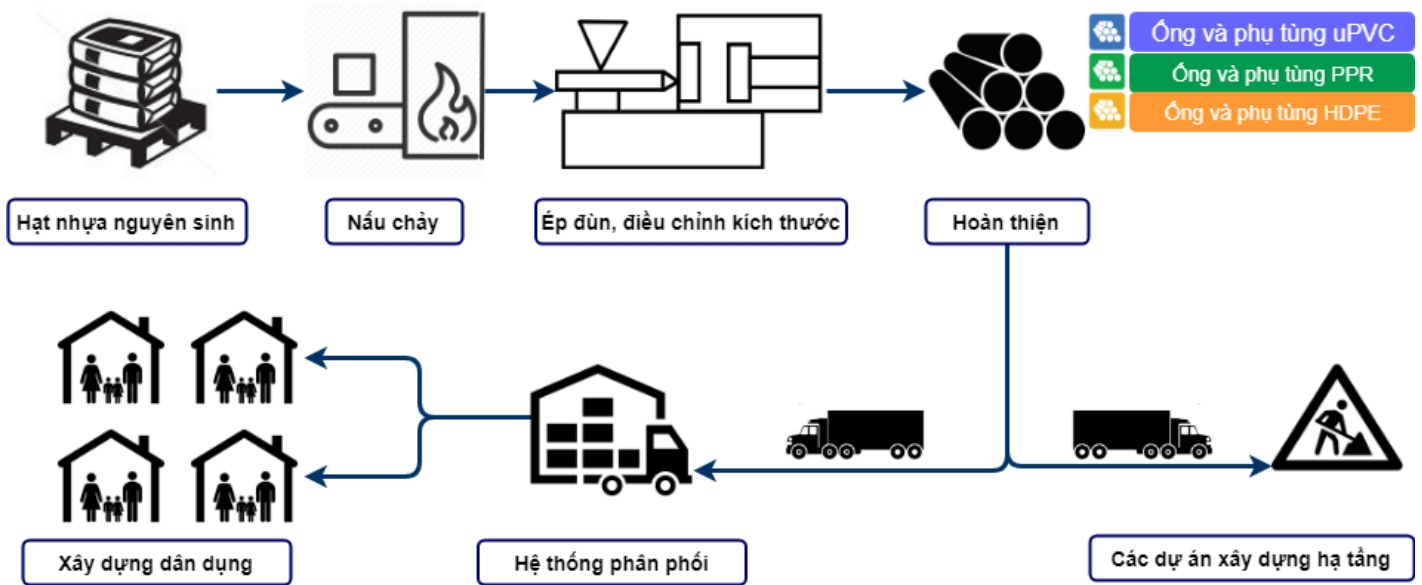 Ống và phụ tùng uPVC
Ống và phụ tùng PPR
Ống và phụ tùng HDPE
Hạt nhựa nguyên sinh
Nấu chảy
Ép đùn, điều chỉnh kích thước
Hoàn thiện
Xây dựng dân dụng
Hệ thống phân phối
Các dự án xây dựng hạ tầng